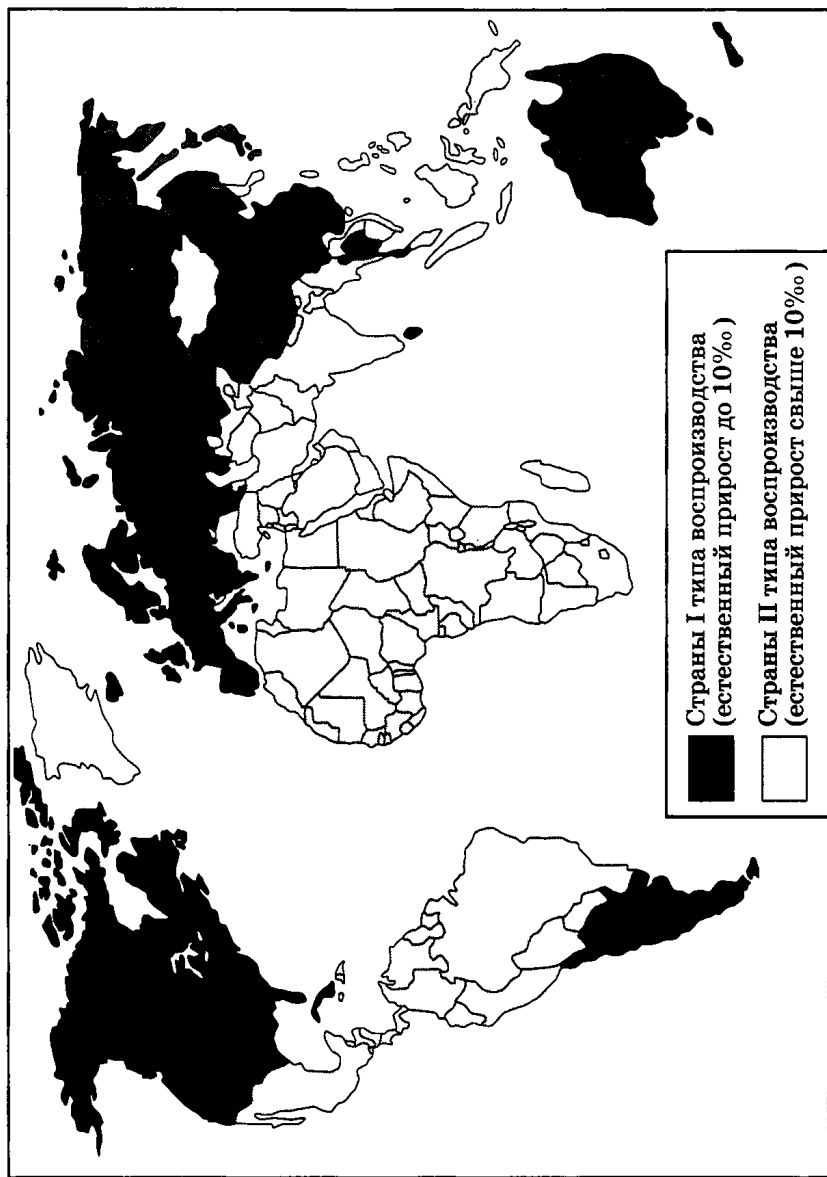 Страны I типа воспроизводства
(естественный прирост до 10‰ )
Страны II типа воспроизводства
(естественный прирост свыше 10‰ )